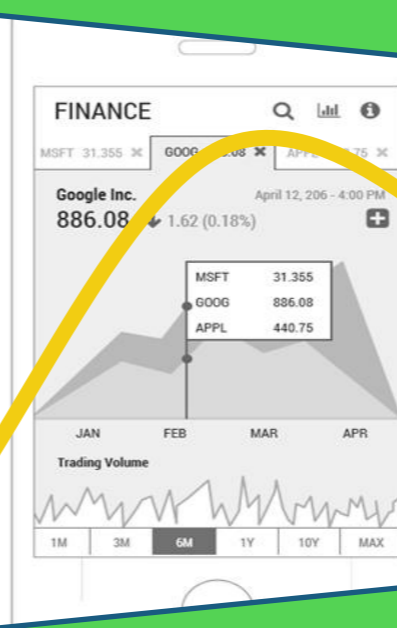 FINANCE
MSFT 31.355 ✖ GOOG .08 ✖ .75 ✖
Google Inc. April 12, 206 - 4:00 PM
886.08 1.62 (0.18%)
MSFT 31.355
GOOG 886.08
APPL 440.75
JAN FEB MAR APR
Trading Volume
1M 3M 6M 1Y 10Y MAX